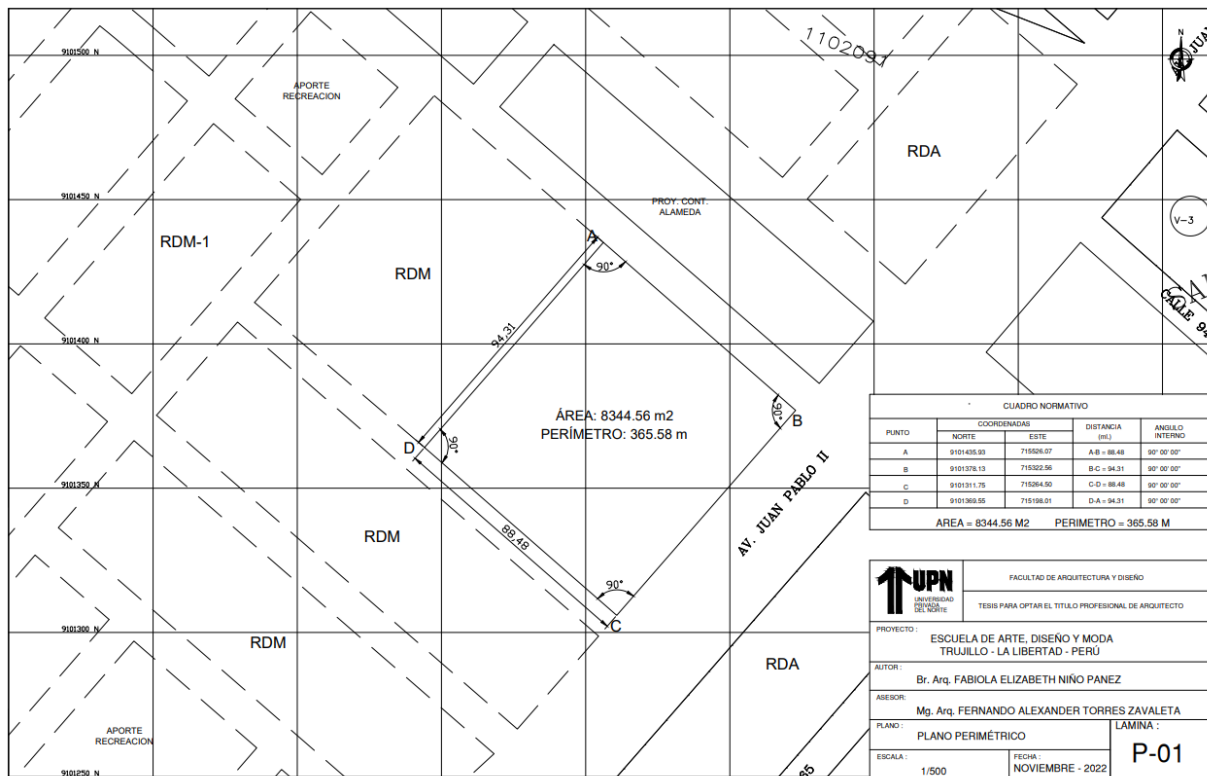 9101500 N
9101450 N
9101400 N
9101350 N
9101300 N
9101250 N
APORTE
RECREACION
1102091
N
JUAN
RDA
PROY. CONT.
ALAMEDA
V-3
RDM-1
RDM
A
90°
94,31
CALLE 94
ÁREA: 8344.56 m2
PERÍMETRO: 365.58 m
90°
B
D
90°
AV. JUAN PABLO II
RDM
88,48
90°
C
RDM
RDA
APORTE
RECREACION
65
CUADRO NORMATIVO
PUNTO COORDENADAS DISTANCIA (mL) ANGULO INTERNO
NORTE ESTE
A 9101435.93 715526.07 A-B = 88.48 90° 00' 00"
B 9101378.13 715322.56 B-C = 94.31 90° 00' 00"
C 9101311.75 715264.50 C-D = 88.48 90° 00' 00"
D 9101369.55 715198.01 D-A = 94.31 90° 00' 00"
AREA = 8344.56 M2 PERIMETRO = 365.58 M
UPN
UNIVERSIDAD
PRIVADA
DEL NORTE
FACULTAD DE ARQUITECTURA Y DISEÑO
TESIS PARA OPTAR EL TITULO PROFESIONAL DE ARQUITECTO
PROYECTO :
ESCUELA DE ARTE, DISEÑO Y MODA
TRUJILLO - LA LIBERTAD - PERÚ
AUTOR :
Br. Arq. FABIOLA ELIZABETH NIÑO PANEZ
ASESOR:
Mg. Arq. FERNANDO ALEXANDER TORRES ZAVALETA
PLANO :
PLANO PERIMÉTRICO
LAMINA :
P-01
ESCALA :
1/500
FECHA :
NOVIEMBRE - 2022